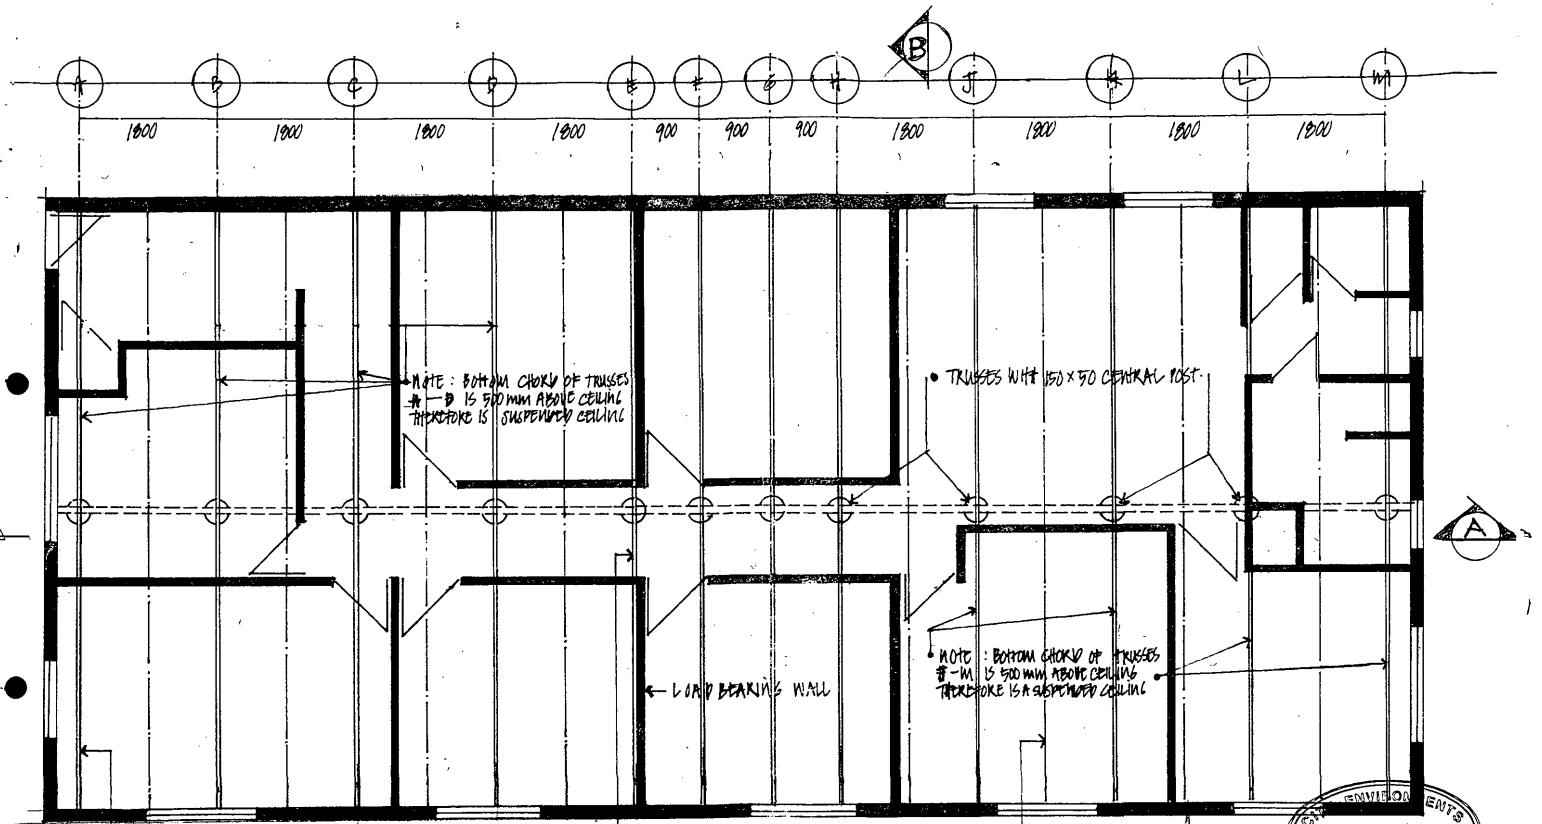 B
A B C D E F G H J K L M
1800 1800 1800 1800 900 900 900 1800 1800 1800 1800
NOTE : BOTTOM CHORD OF TRUSSES
A — D IS 500mm ABOVE CEILING
THEREFORE IS SUSPENDED CEILING
TRUSSES WITH 150 x 50 CENTRAL POST.
A
NOTE : BOTTOM CHORD OF TRUSSES
-M IS 500mm ABOVE CEILING
THEREFORE IS A SUSPENDED CEILING
LOAD BEARING WALL